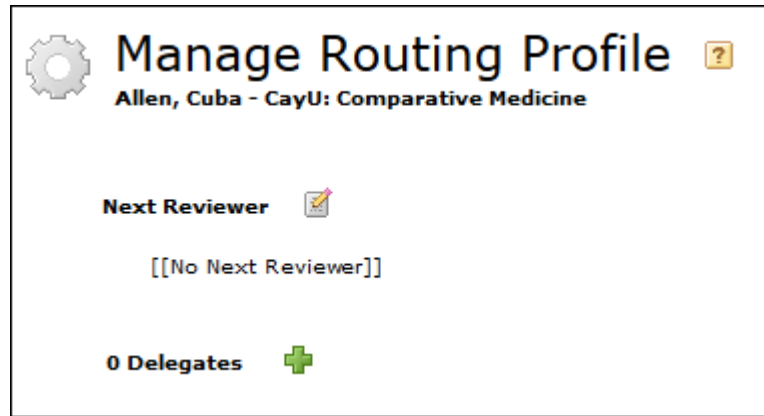 Manage Routing Profile ?
Allen, Cuba - CayU: Comparative Medicine
Next Reviewer
[[No Next Reviewer]]
0 Delegates